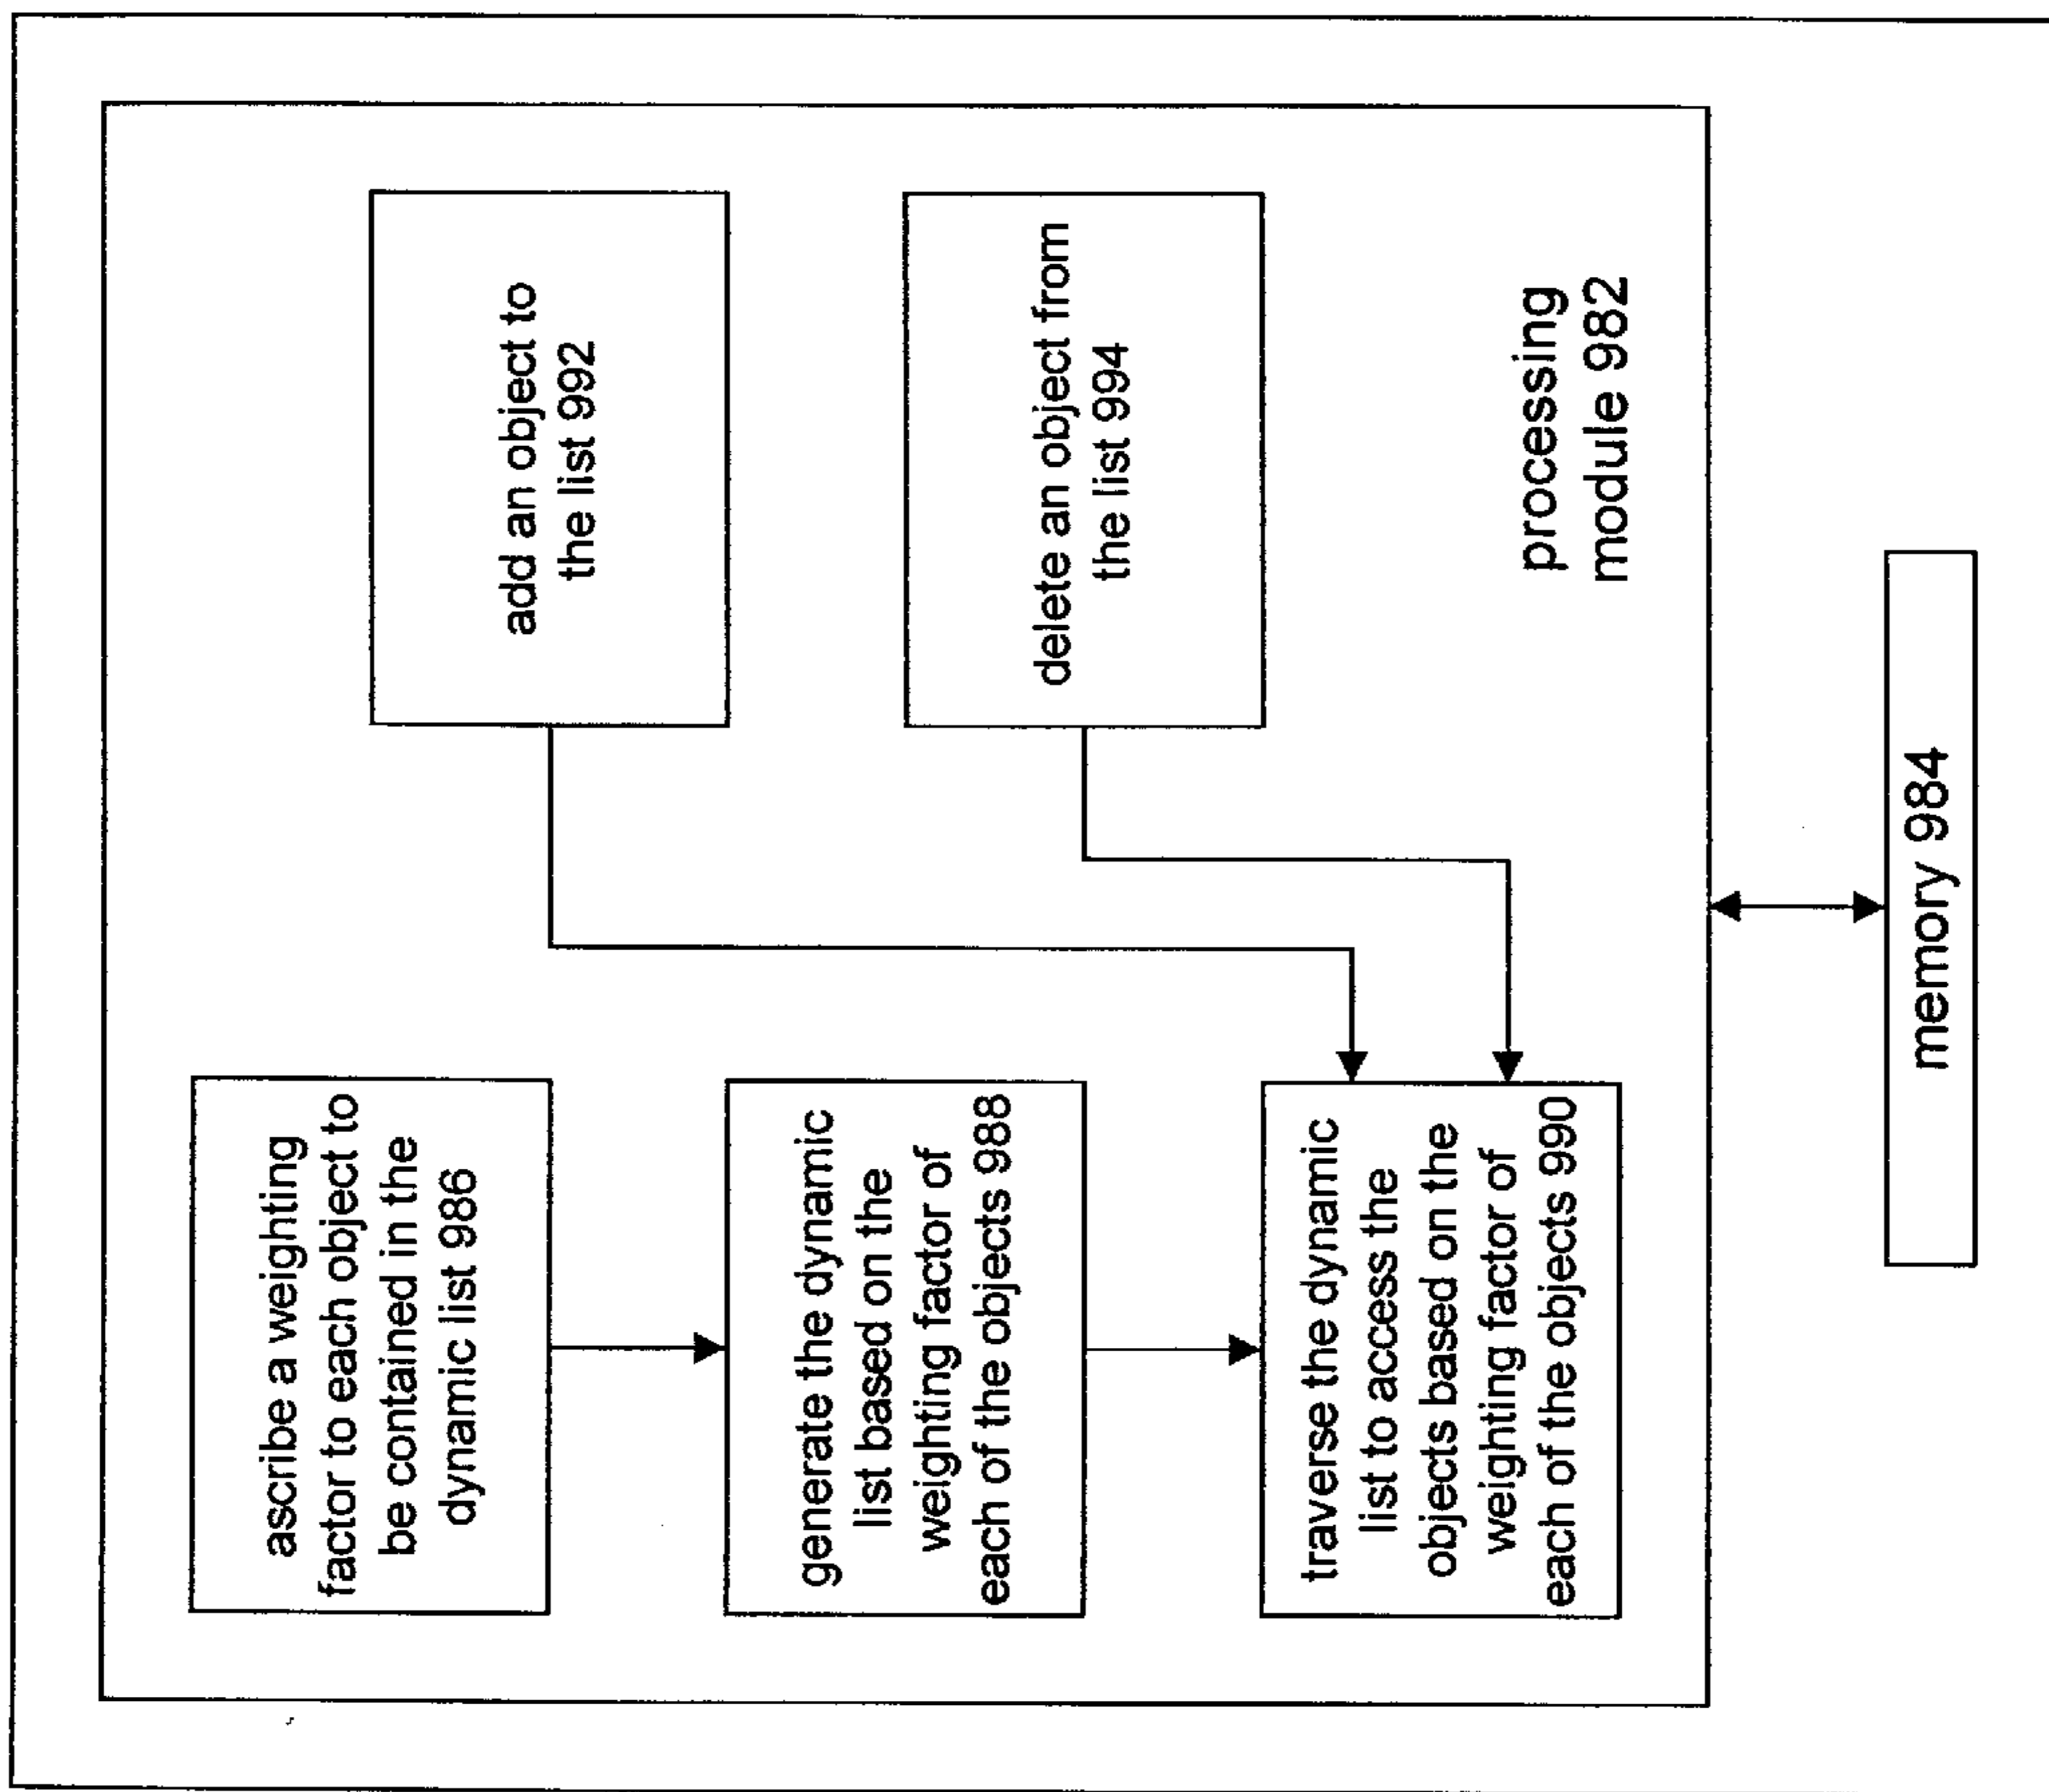 ascribe a weighting
factor to each object to
be contained in the
dynamic list 986
generate the dynamic
list based on the
weighting factor of
each of the objects 988
traverse the dynamic
list to access the
objects based on the
weighting factor of
each of the objects 990
add an object to
the list 992
delete an object from
the list 994
processing
module 982
memory 984